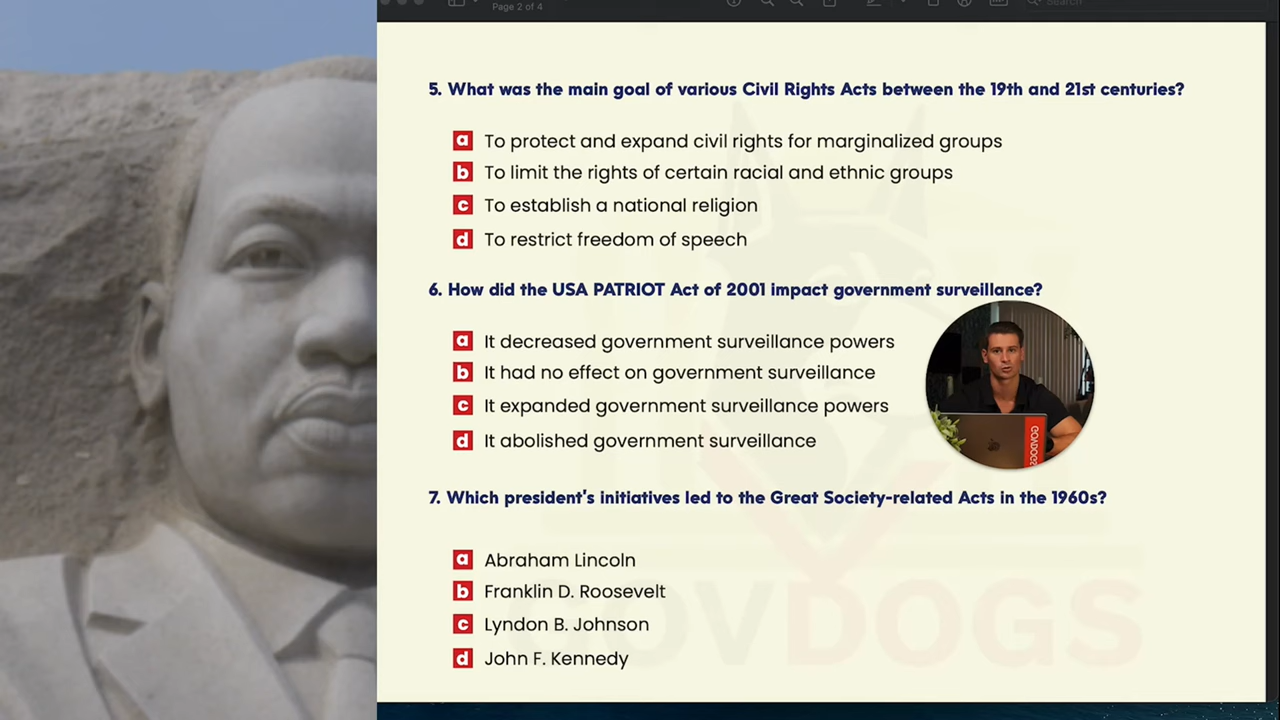 Page 2 of 4
Search
5. What was the main goal of various Civil Rights Acts between the 19th and 21st centuries?
a To protect and expand civil rights for marginalized groups
b To limit the rights of certain racial and ethnic groups
c To establish a national religion
d To restrict freedom of speech
6. How did the USA PATRIOT Act of 2001 impact government surveillance?
a It decreased government surveillance powers
b It had no effect on government surveillance
c It expanded government surveillance powers
d It abolished government surveillance
GOVDOGS
7. Which president's initiatives led to the Great Society-related Acts in the 1960s?
a Abraham Lincoln
b Franklin D. Roosevelt
c Lyndon B. Johnson
d John F. Kennedy
GOVDOGS